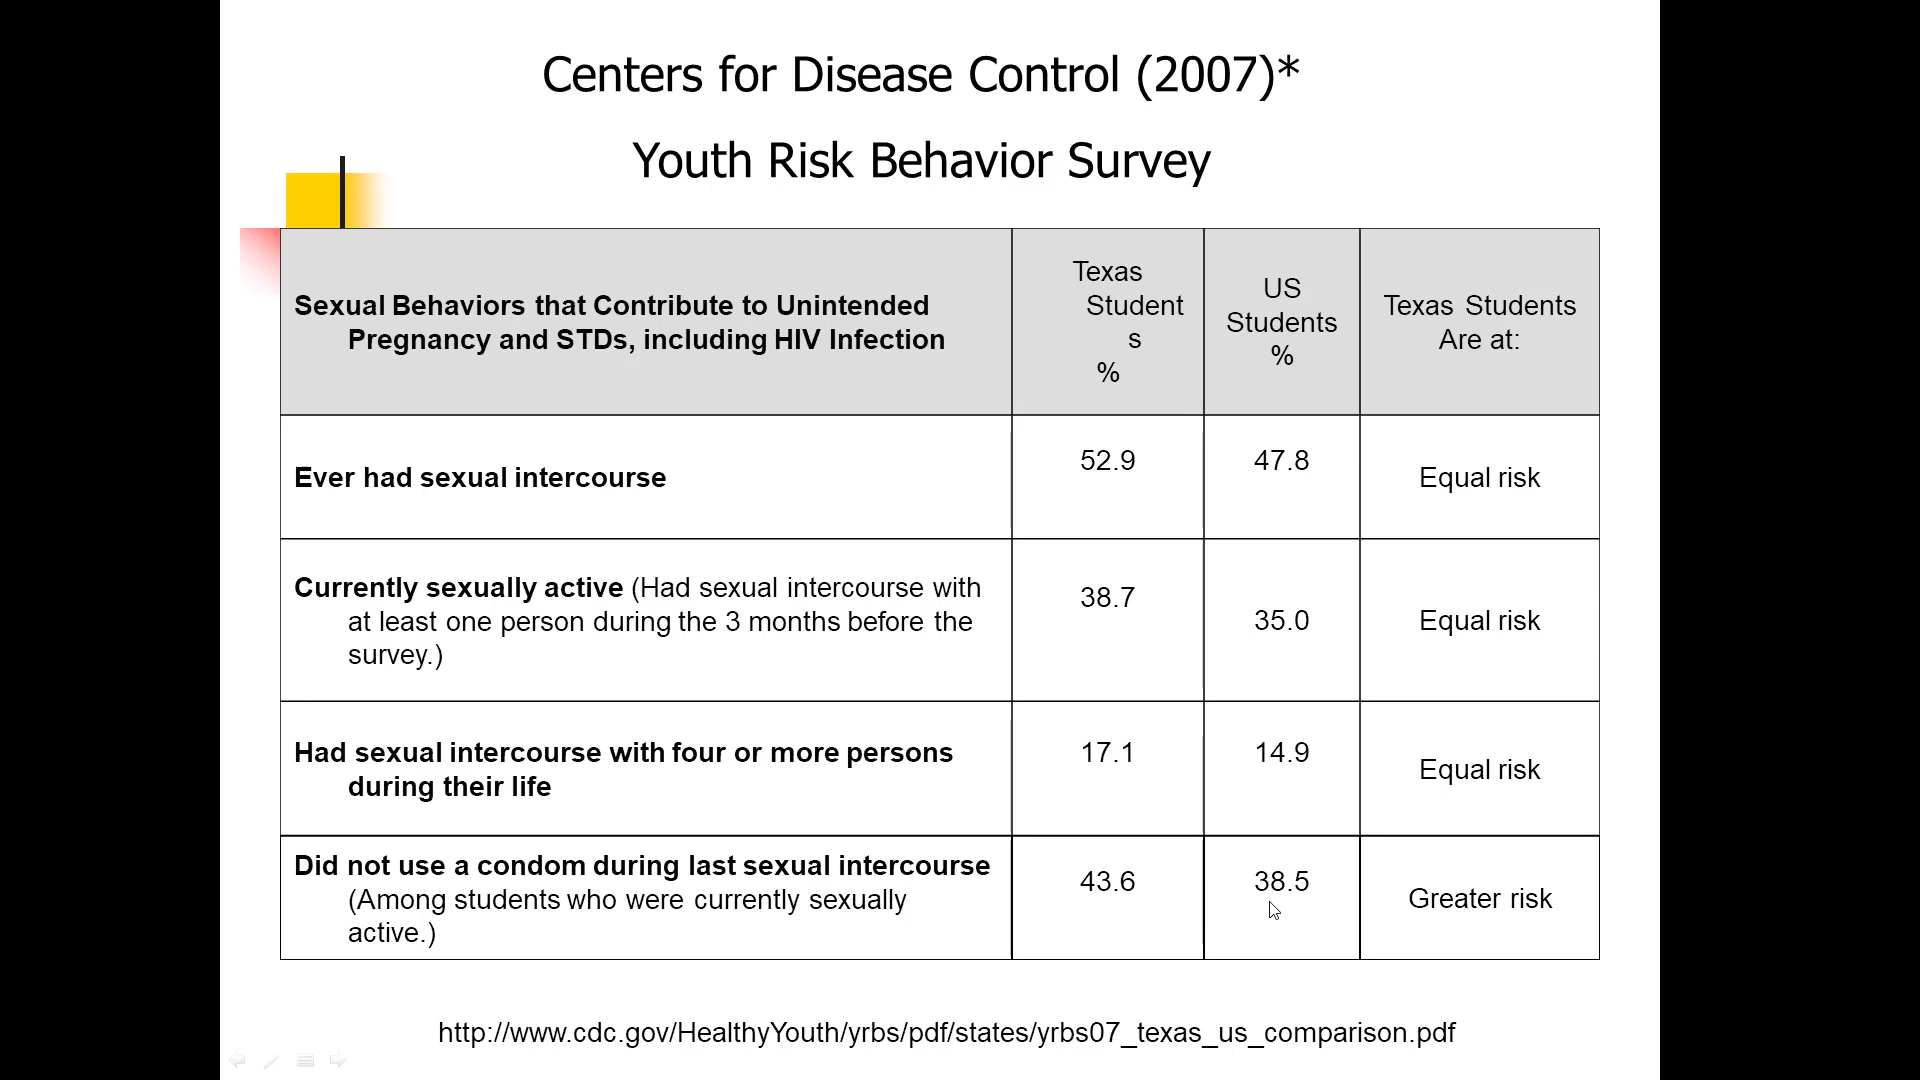 Centers for Disease Control (2007)*
Youth Risk Behavior Survey
Sexual Behaviors that Contribute to Unintended
Pregnancy and STDs, including HIV Infection
Texas
Student
s
%
US
Students
%
Texas Students
Are at:
Ever had sexual intercourse
52.9
47.8
Equal risk
Currently sexually active (Had sexual intercourse with
at least one person during the 3 months before the
survey.)
38.7
35.0
Equal risk
Had sexual intercourse with four or more persons
during their life
17.1
14.9
Equal risk
Did not use a condom during last sexual intercourse
(Among students who were currently sexually
active.)
43.6
38.5
Greater risk
http://www.cdc.gov/HealthyYouth/yrbs/pdf/states/yrbs07_texas_us_comparison.pdf